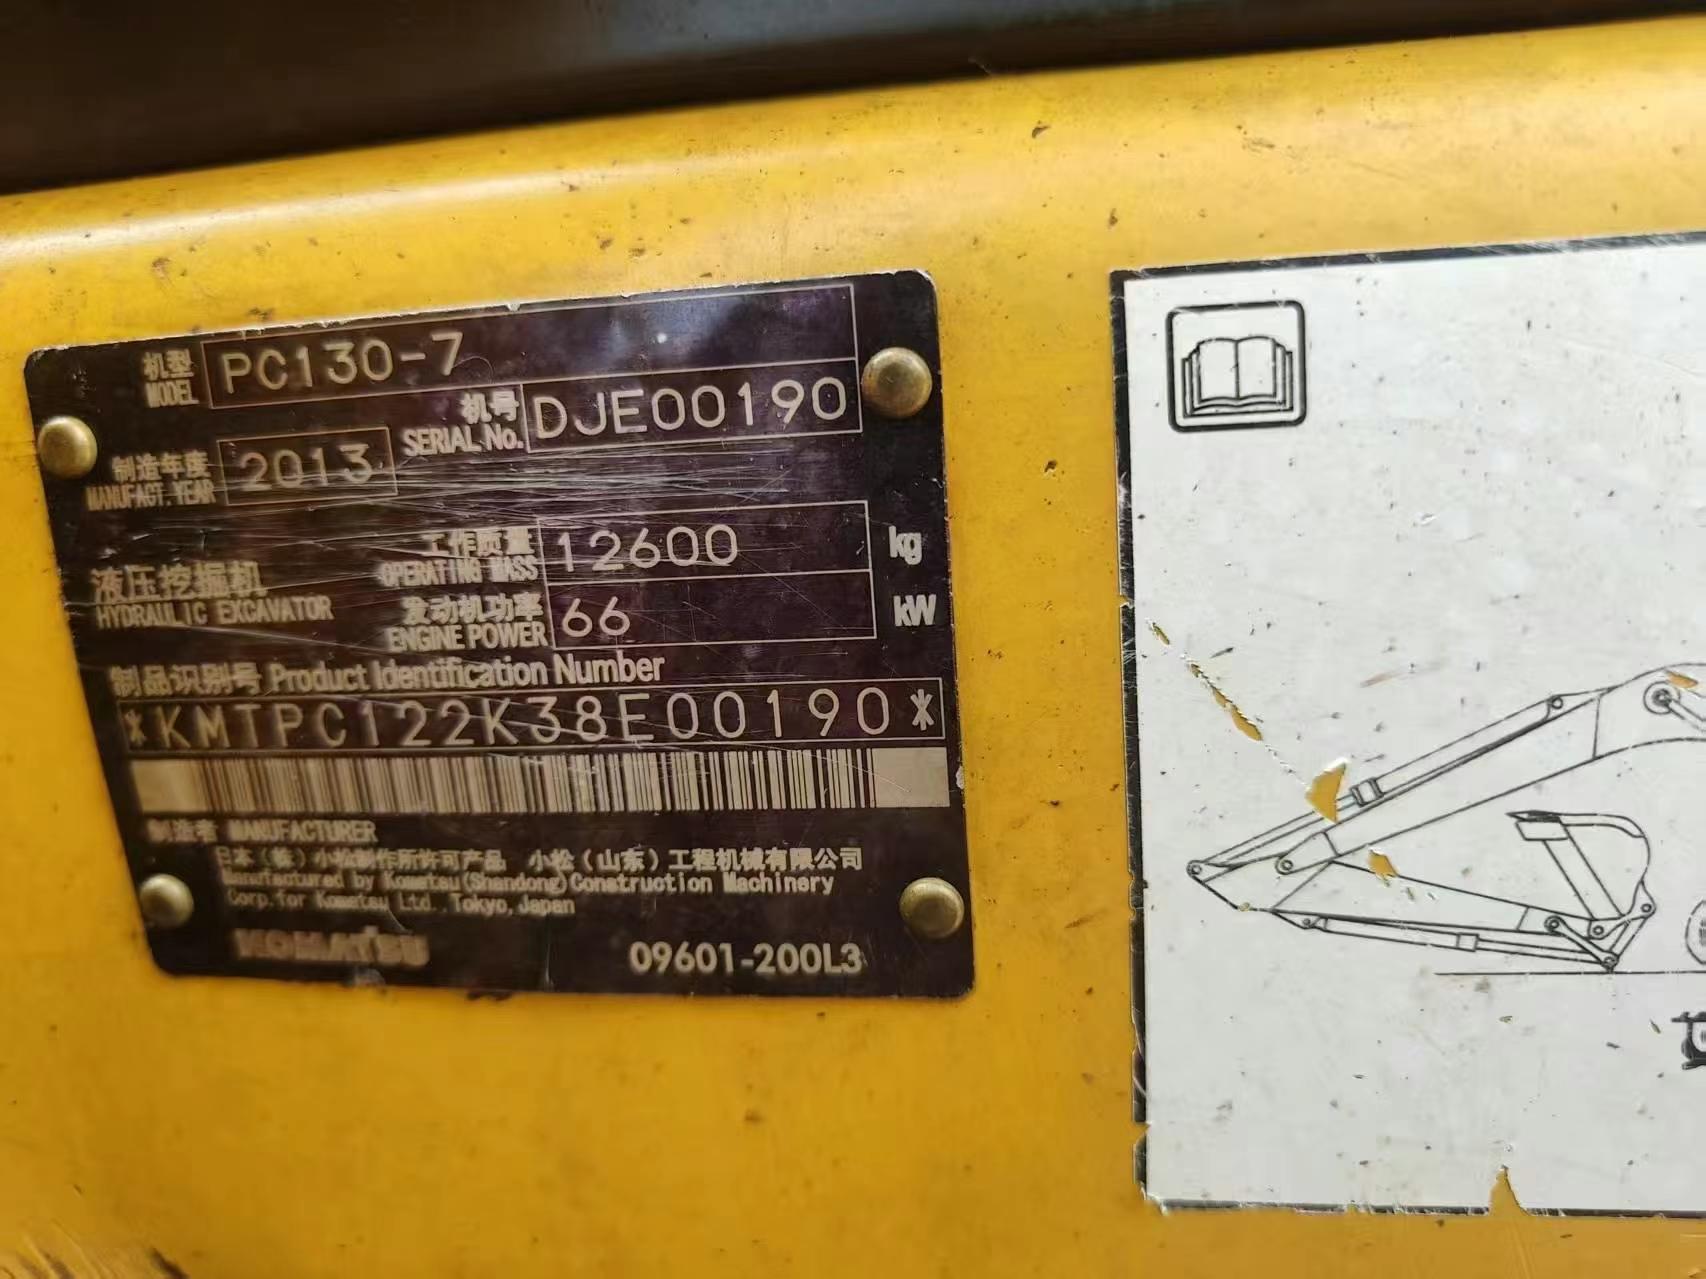 机型 PC130-7
MODEL
机号 DJE00190
SERIAL No.
制造年度 2013
MANUFACT. YEAR
工作质量 12600 kg
OPERATING MASS
液压挖掘机
HYDRAULIC EXCAVATOR
发动机功率 66 kW
ENGINE POWER
制品识别号 Product Identification Number
*KMTPC122K38E00190*
制造者 MANUFACTURER
日本（株）小松制作所许可产品 小松（山东）工程机械有限公司
Manufactured by Komatsu(Shandong)Construction Machinery
Corp.for Komatsu Ltd.,Tokyo,Japan
KOMATSU
09601-200L3